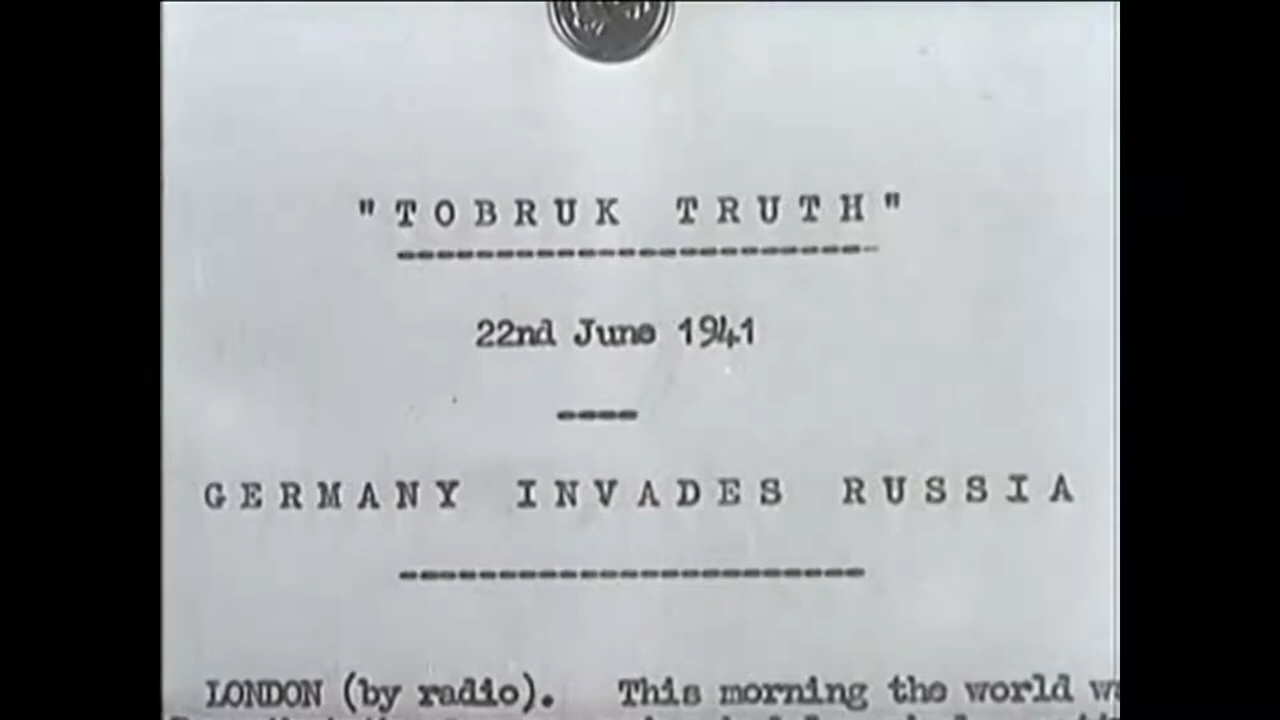 "TOBRUK TRUTH"
22nd June 1941
GERMANY INVADES RUSSIA
LONDON (by radio). This morning the world